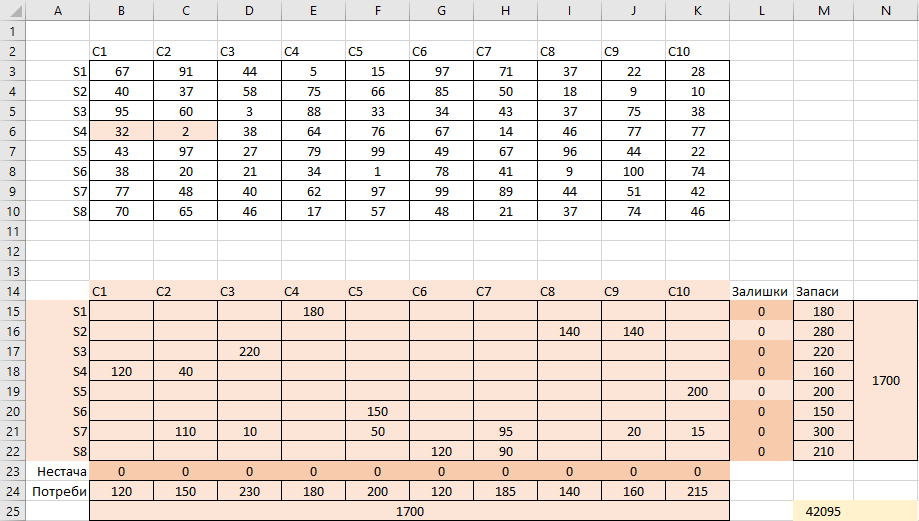 A B C D E F G H I J K L M N
1
2 C1 C2 C3 C4 C5 C6 C7 C8 C9 C10
3 S1 67 91 44 5 15 97 71 37 22 28
4 S2 40 37 58 75 66 85 50 18 9 10
5 S3 95 60 3 88 33 34 43 37 75 38
6 S4 32 2 38 64 76 67 14 46 77 77
7 S5 43 97 27 79 99 49 67 96 44 22
8 S6 38 20 21 34 1 78 41 9 100 74
9 S7 77 48 40 62 97 99 89 44 51 42
10 S8 70 65 46 17 57 48 21 37 74 46
11
12
13
14 C1 C2 C3 C4 C5 C6 C7 C8 C9 C10 Залишки Запаси
15 S1 180 0 180
16 S2 140 140 0 280
17 S3 220 0 220
18 S4 120 40 0 160
19 S5 200 0 200 1700
20 S6 150 0 150
21 S7 110 10 50 95 20 15 0 300
22 S8 120 90 0 210
23 Нестача 0 0 0 0 0 0 0 0 0 0
24 Потреби 120 150 230 180 200 120 185 140 160 215
25 1700 42095